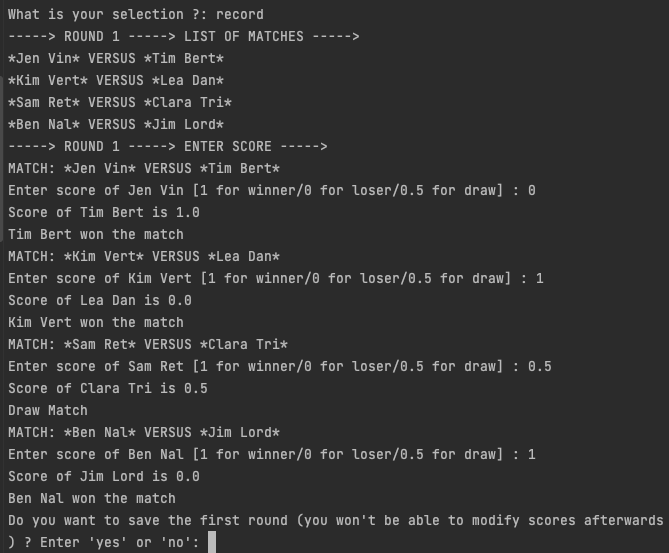 What is your selection ?: record
-----> ROUND 1 -----> LIST OF MATCHES ----->
*Jen Vin* VERSUS *Tim Bert*
*Kim Vert* VERSUS *Lea Dan*
*Sam Ret* VERSUS *Clara Tri*
*Ben Nal* VERSUS *Jim Lord*
-----> ROUND 1 -----> ENTER SCORE ----->
MATCH: *Jen Vin* VERSUS *Tim Bert*
Enter score of Jen Vin [1 for winner/0 for loser/0.5 for draw] : 0
Score of Tim Bert is 1.0
Tim Bert won the match
MATCH: *Kim Vert* VERSUS *Lea Dan*
Enter score of Kim Vert [1 for winner/0 for loser/0.5 for draw] : 1
Score of Lea Dan is 0.0
Kim Vert won the match
MATCH: *Sam Ret* VERSUS *Clara Tri*
Enter score of Sam Ret [1 for winner/0 for loser/0.5 for draw] : 0.5
Score of Clara Tri is 0.5
Draw Match
MATCH: *Ben Nal* VERSUS *Jim Lord*
Enter score of Ben Nal [1 for winner/0 for loser/0.5 for draw] : 1
Score of Jim Lord is 0.0
Ben Nal won the match
Do you want to save the first round (you won't be able to modify scores afterwards
) ? Enter 'yes' or 'no':